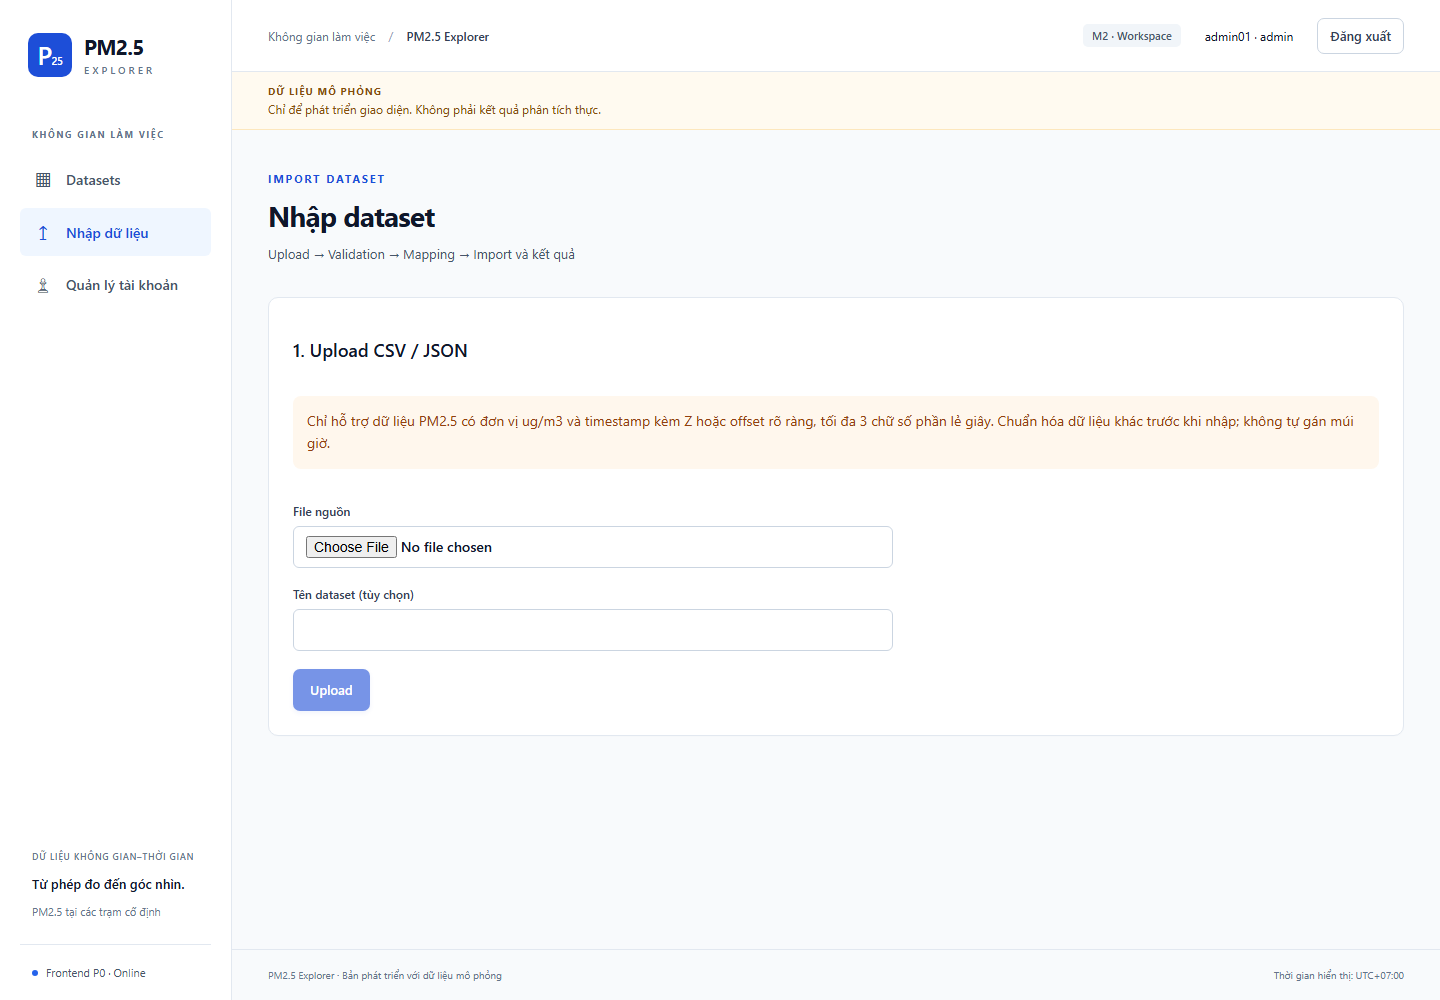 P25
PM2.5
EXPLORER
KHÔNG GIAN LÀM VIỆC
Datasets
Nhập dữ liệu
Quản lý tài khoản
DỮ LIỆU KHÔNG GIAN–THỜI GIAN
Từ phép đo đến góc nhìn.
PM2.5 tại các trạm cố định
Frontend P0 · Online
Không gian làm việc / PM2.5 Explorer
M2 · Workspace
admin01 · admin
Đăng xuất
DỮ LIỆU MÔ PHỎNG
Chỉ để phát triển giao diện. Không phải kết quả phân tích thực.
IMPORT DATASET
Nhập dataset
Upload → Validation → Mapping → Import và kết quả
1. Upload CSV / JSON
Chỉ hỗ trợ dữ liệu PM2.5 có đơn vị ug/m3 và timestamp kèm Z hoặc offset rõ ràng, tối đa 3 chữ số phần lẻ giây. Chuẩn hóa dữ liệu khác trước khi nhập; không tự gán múi
giờ.
File nguồn
Choose File No file chosen
Tên dataset (tùy chọn)
Upload
PM2.5 Explorer · Bản phát triển với dữ liệu mô phỏng
Thời gian hiển thị: UTC+07:00